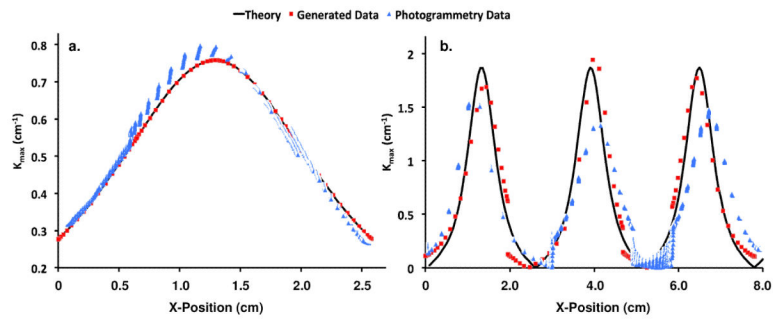 Theory Generated Data Photogrammetry Data
a.
0.8
0.7
0.6
0.5
0.4
0.3
0.2
Kmax (cm-1)
0.0 0.5 1.0 1.5 2.0 2.5
X-Position (cm)
b.
2
1.5
1
0.5
0
Kmax (cm-1)
0.0 2.0 4.0 6.0 8.0
X-Position (cm)